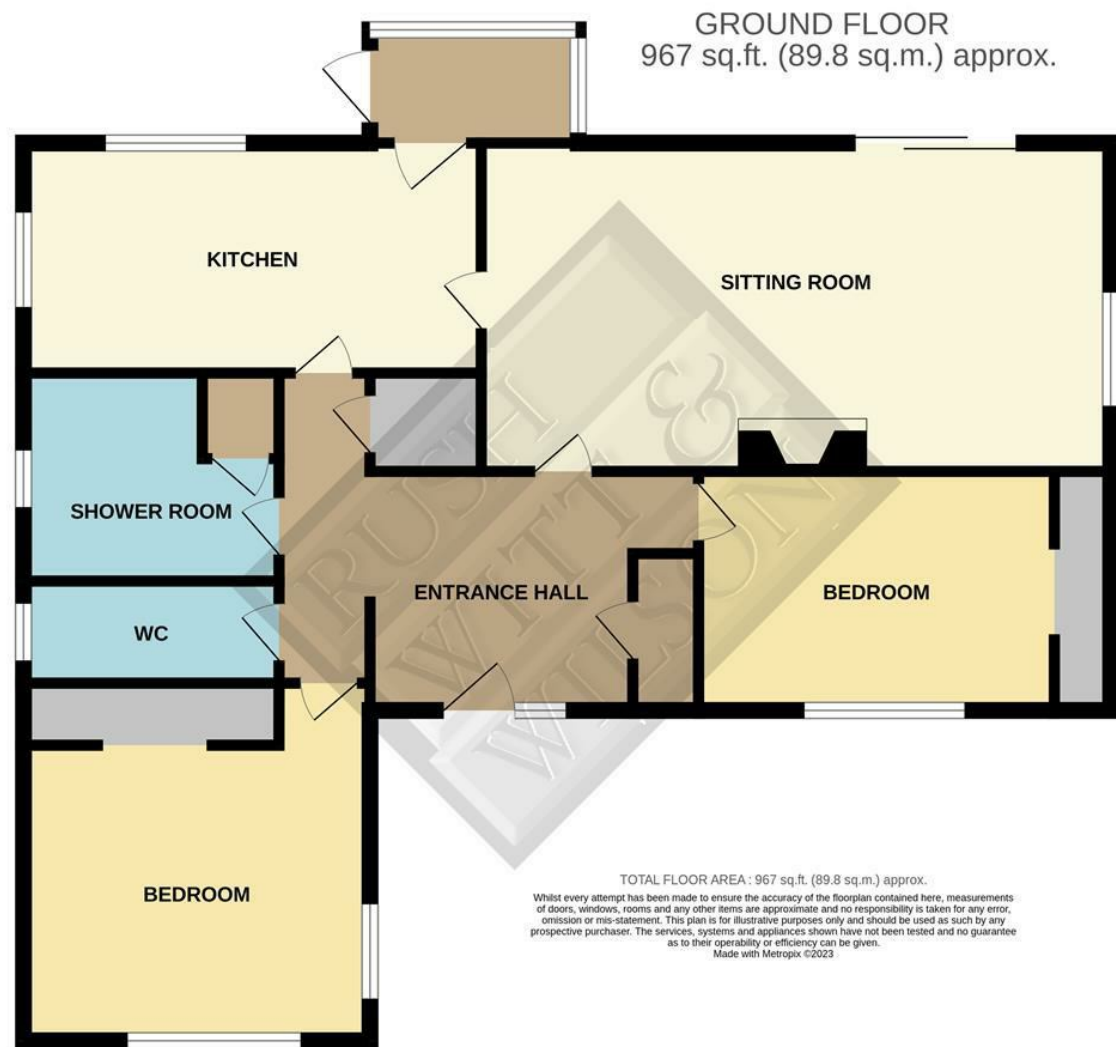 GROUND FLOOR
967 sq.ft. (89.8 sq.m.) approx.
KITCHEN
SITTING ROOM
SHOWER ROOM
ENTRANCE HALL
BEDROOM
WC
BEDROOM
RUSH
WITT &
WILSON
TOTAL FLOOR AREA : 967 sq.ft. (89.8 sq.m.) approx.
Whilst every attempt has been made to ensure the accuracy of the floorplan contained here, measurements
of doors, windows, rooms and any other items are approximate and no responsibility is taken for any error,
omission or mis-statement. This plan is for illustrative purposes only and should be used as such by any
prospective purchaser. The services, systems and appliances shown have not been tested and no guarantee
as to their operability or efficiency can be given.
Made with Metropix ©2023